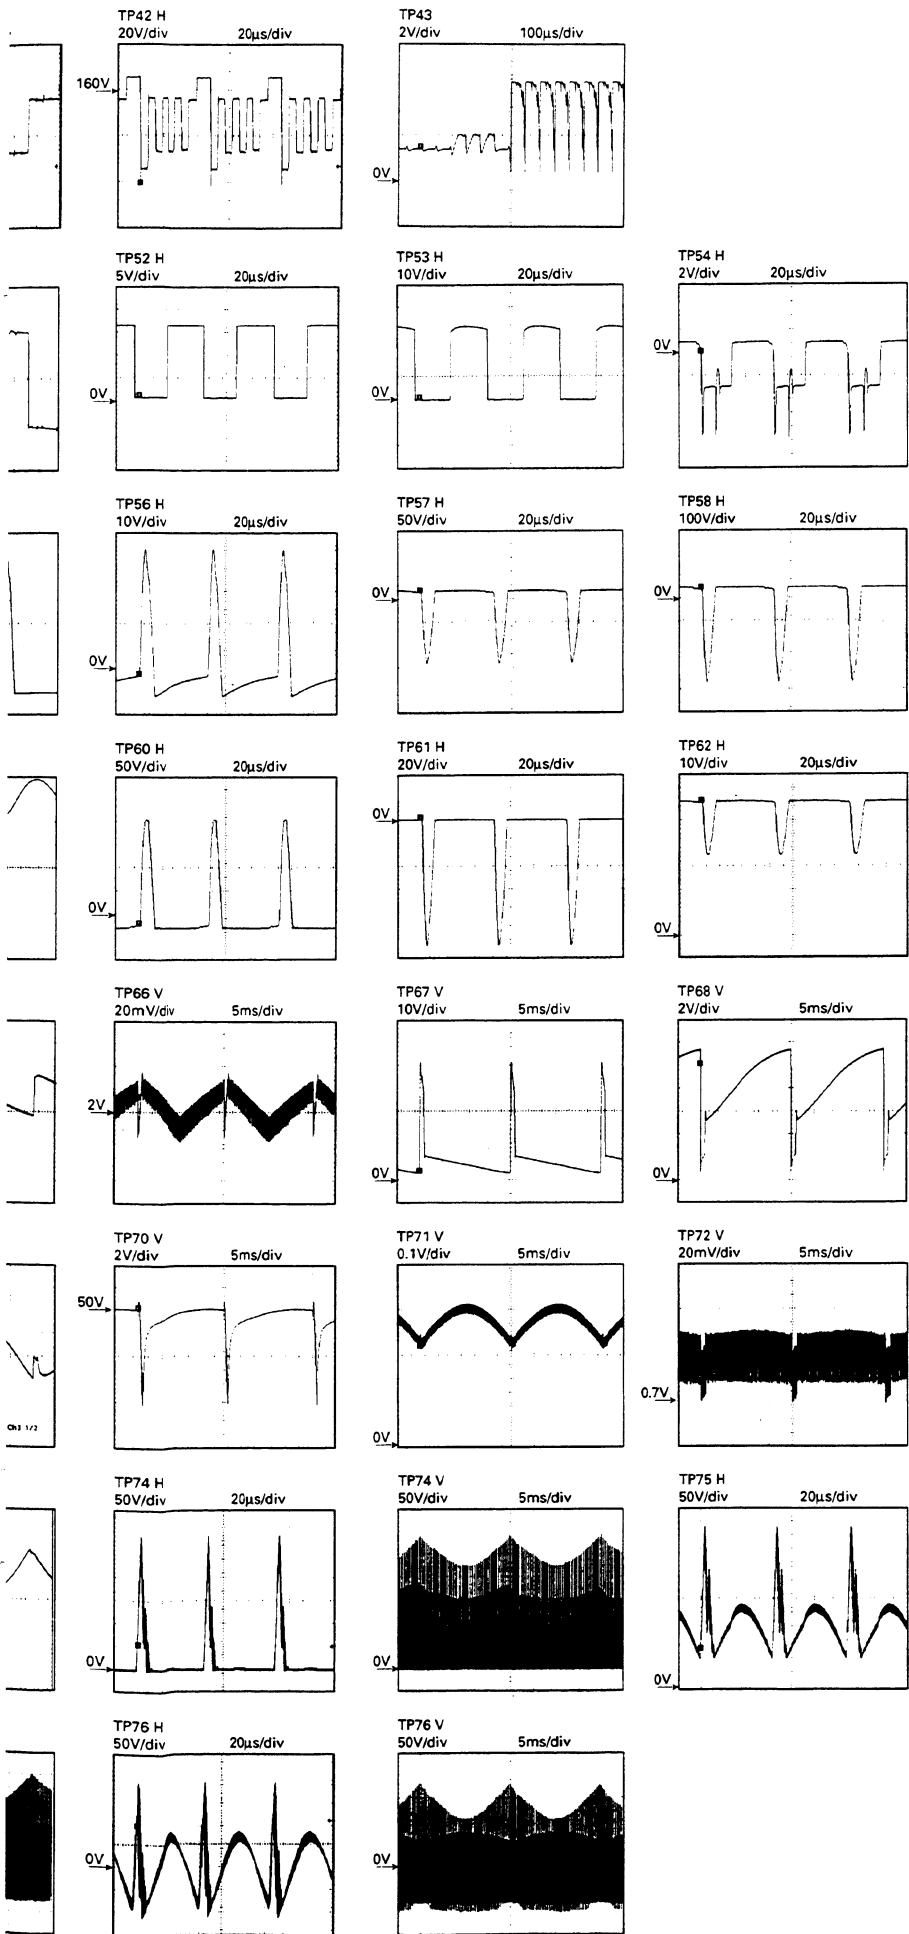 TP42 H
20V/div 20µs/div
160V
TP43
2V/div 100µs/div
0V
TP52 H
5V/div 20µs/div
0V
TP53 H
10V/div 20µs/div
0V
TP54 H
2V/div 20µs/div
0V
TP56 H
10V/div 20µs/div
0V
TP57 H
50V/div 20µs/div
0V
TP58 H
100V/div 20µs/div
0V
TP60 H
50V/div 20µs/div
0V
TP61 H
20V/div 20µs/div
0V
TP62 H
10V/div 20µs/div
0V
TP66 V
20mV/div 5ms/div
2V
TP67 V
10V/div 5ms/div
0V
TP68 V
2V/div 5ms/div
0V
Ch3 1/2
TP70 V
2V/div 5ms/div
50V
TP71 V
0.1V/div 5ms/div
0V
TP72 V
20mV/div 5ms/div
0.7V
TP74 H
50V/div 20µs/div
0V
TP74 V
50V/div 5ms/div
0V
TP75 H
50V/div 20µs/div
0V
TP76 H
50V/div 20µs/div
0V
TP76 V
50V/div 5ms/div
0V